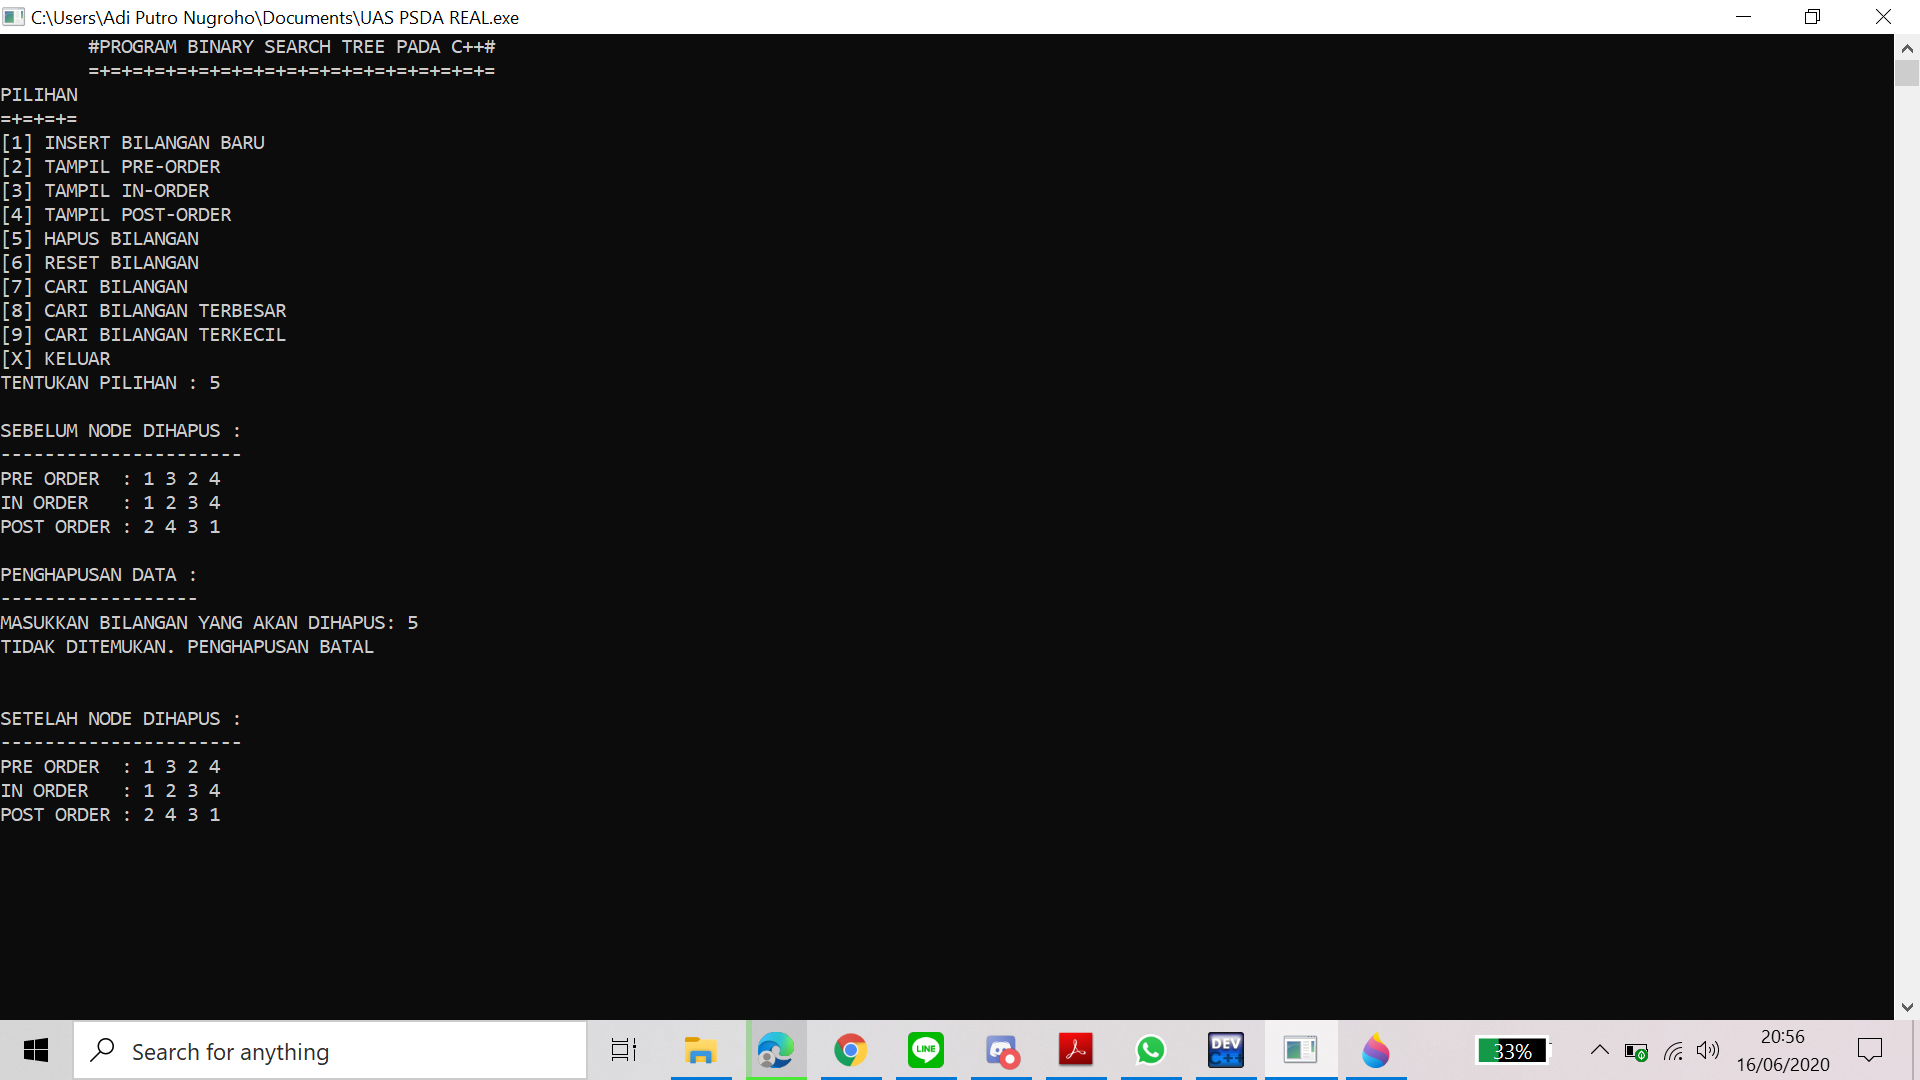 C:\Users\Adi Putro Nugroho\Documents\UAS PSDA REAL.exe
#PROGRAM BINARY SEARCH TREE PADA C++#
=+=+=+=+=+=+=+=+=+=+=+=+=+=+=+=+=+=+=
PILIHAN
=+=+=+=
[1] INSERT BILANGAN BARU
[2] TAMPIL PRE-ORDER
[3] TAMPIL IN-ORDER
[4] TAMPIL POST-ORDER
[5] HAPUS BILANGAN
[6] RESET BILANGAN
[7] CARI BILANGAN
[8] CARI BILANGAN TERBESAR
[9] CARI BILANGAN TERKECIL
[X] KELUAR
TENTUKAN PILIHAN : 5
SEBELUM NODE DIHAPUS :
----------------------
PRE ORDER  : 1 3 2 4
IN ORDER   : 1 2 3 4
POST ORDER : 2 4 3 1
PENGHAPUSAN DATA :
------------------
MASUKKAN BILANGAN YANG AKAN DIHAPUS: 5
TIDAK DITEMUKAN. PENGHAPUSAN BATAL
SETELAH NODE DIHAPUS :
----------------------
PRE ORDER  : 1 3 2 4
IN ORDER   : 1 2 3 4
POST ORDER : 2 4 3 1
Search for anything
LINE
DEV
C++
33%
20:56
16/06/2020